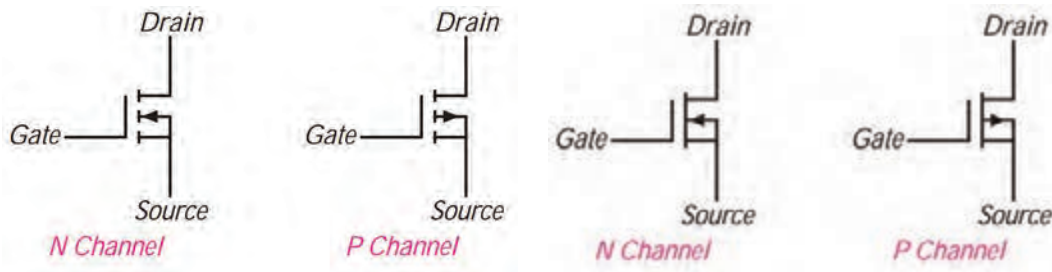 Drain
Gate
Source
N Channel
Drain
Gate
Source
P Channel
Drain
Gate
Source
N Channel
Drain
Gate
Source
P Channel